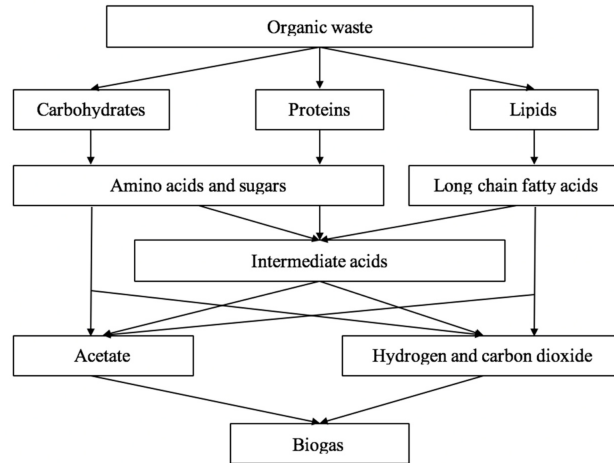 Organic waste
Carbohydrates
Proteins
Lipids
Amino acids and sugars
Long chain fatty acids
Intermediate acids
Acetate
Hydrogen and carbon dioxide
Biogas